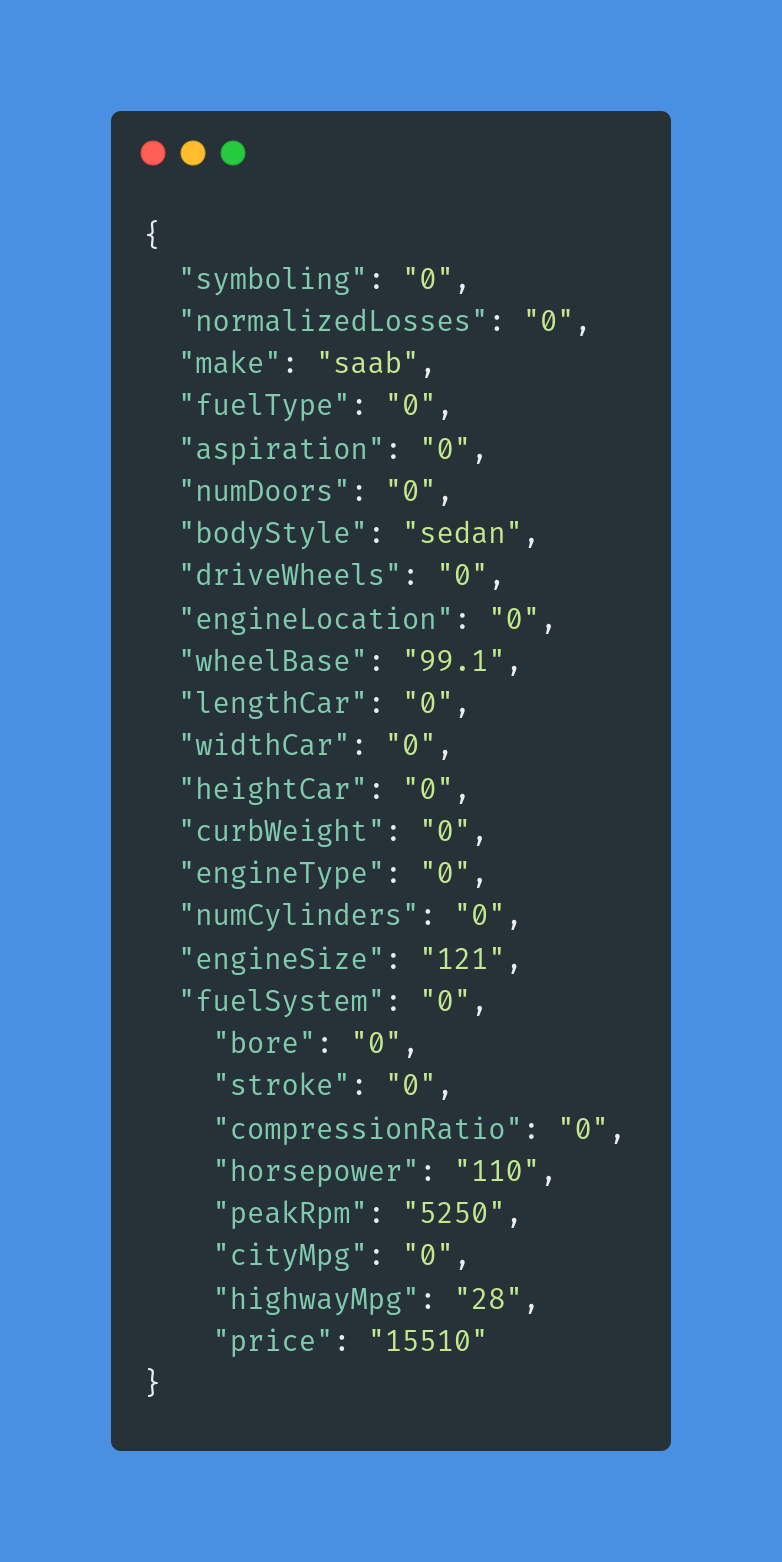 {
  "symboling": "0",
  "normalizedLosses": "0",
  "make": "saab",
  "fuelType": "0",
  "aspiration": "0",
  "numDoors": "0",
  "bodyStyle": "sedan",
  "driveWheels": "0",
  "engineLocation": "0",
  "wheelBase": "99.1",
  "lengthCar": "0",
  "widthCar": "0",
  "heightCar": "0",
  "curbWeight": "0",
  "engineType": "0",
  "numCylinders": "0",
  "engineSize": "121",
  "fuelSystem": "0",
    "bore": "0",
    "stroke": "0",
    "compressionRatio": "0",
    "horsepower": "110",
    "peakRpm": "5250",
    "cityMpg": "0",
    "highwayMpg": "28",
    "price": "15510"
}